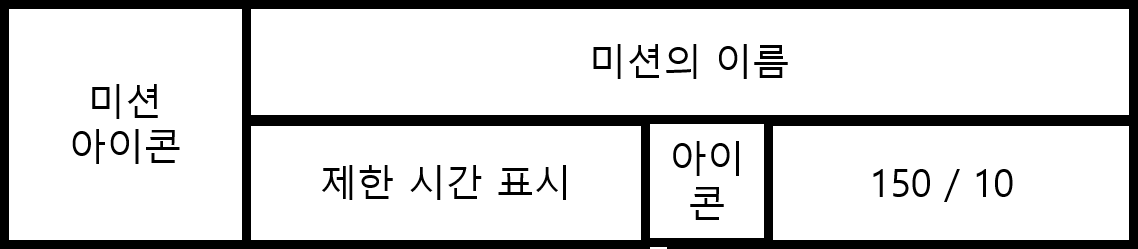 미션
아이콘
미션의 이름
제한 시간 표시
아이
콘
150 / 10